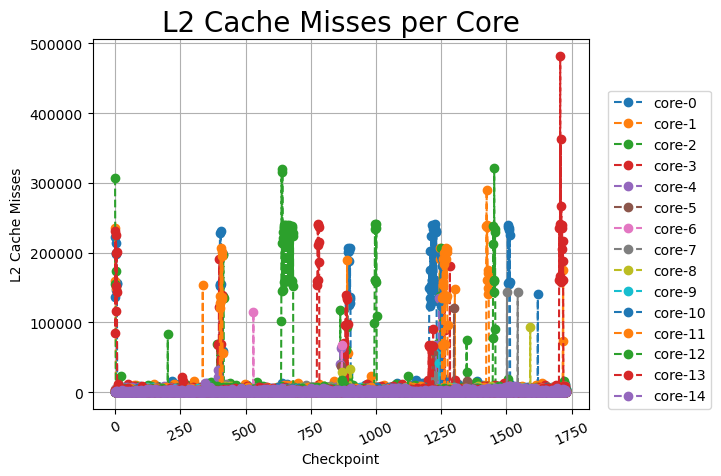 L2 Cache Misses per Core
500000
400000
300000
200000
100000
0
L2 Cache Misses
0
250
500
750
1000
1250
1500
1750
Checkpoint
core-0
core-1
core-2
core-3
core-4
core-5
core-6
core-7
core-8
core-9
core-10
core-11
core-12
core-13
core-14